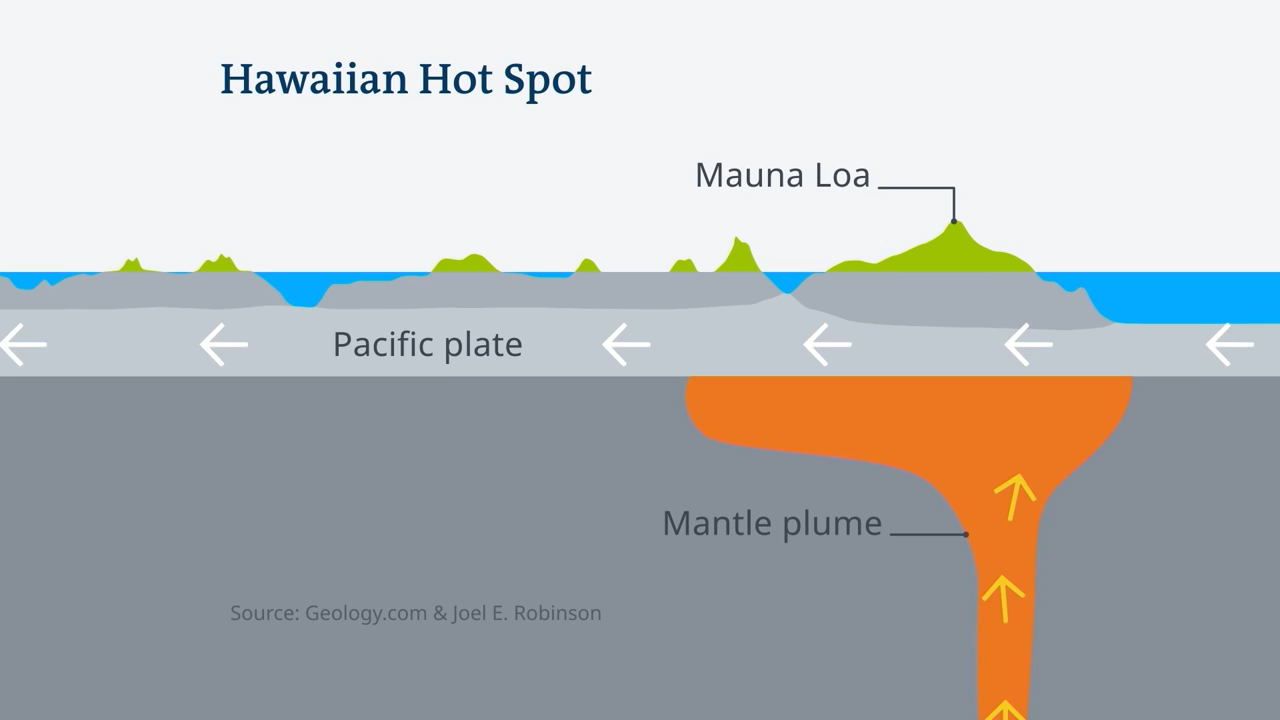 Hawaiian Hot Spot
Mauna Loa
Pacific plate
Mantle plume
Source: Geology.com & Joel E. Robinson